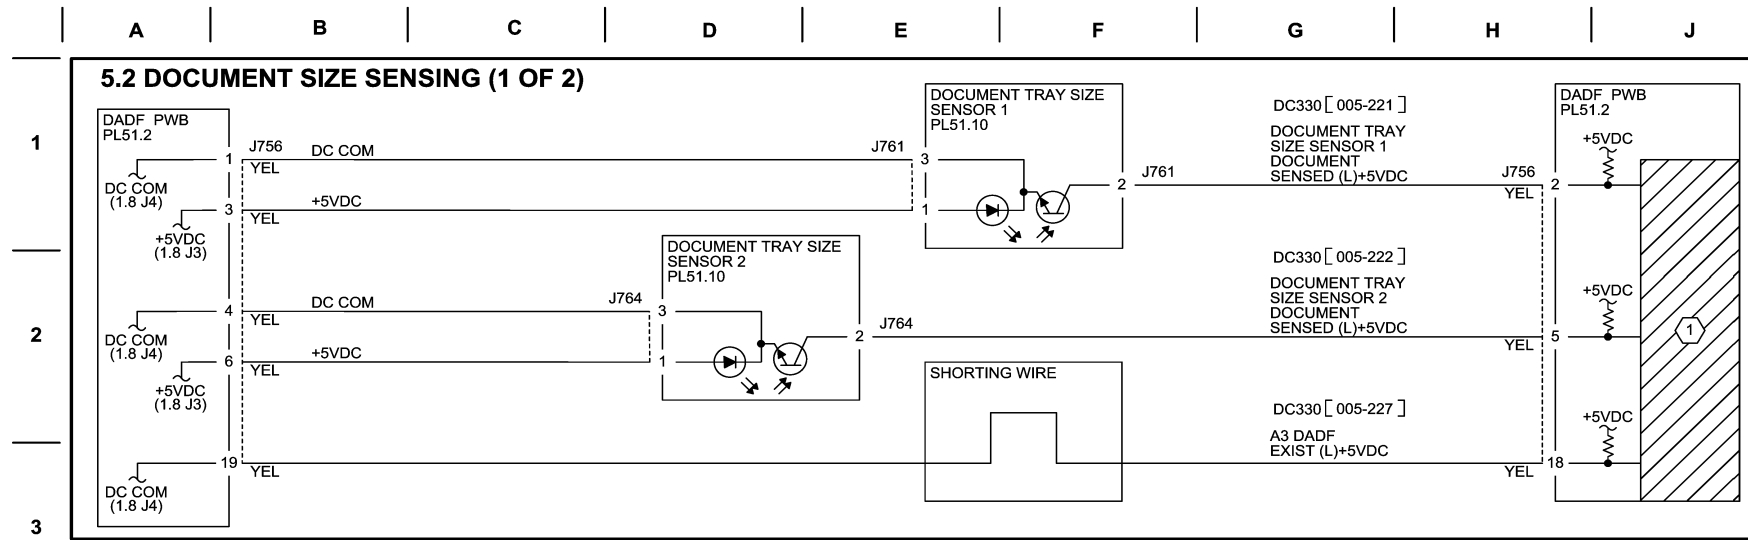 A B C D E F G H J
5.2 DOCUMENT SIZE SENSING (1 OF 2)
1
DADF PWB
PL51.2
1
J756
YEL
DC COM
DC COM
(1.8 J4)
3
YEL
+5VDC
+5VDC
(1.8 J3)
J761
3
1
DOCUMENT TRAY SIZE
SENSOR 1
PL51.10
2
J761
DC330 [ 005-221 ]
DOCUMENT TRAY
SIZE SENSOR 1
DOCUMENT
SENSED (L)+5VDC
J756
YEL
2
DADF PWB
PL51.2
+5VDC
2
4
YEL
DC COM
DC COM
(1.8 J4)
6
YEL
+5VDC
+5VDC
(1.8 J3)
J764
3
1
DOCUMENT TRAY SIZE
SENSOR 2
PL51.10
2
J764
DC330 [ 005-222 ]
DOCUMENT TRAY
SIZE SENSOR 2
DOCUMENT
SENSED (L)+5VDC
YEL
5
+5VDC
1
SHORTING WIRE
DC330 [ 005-227 ]
A3 DADF
EXIST (L)+5VDC
YEL
18
+5VDC
19
YEL
DC COM
(1.8 J4)
3